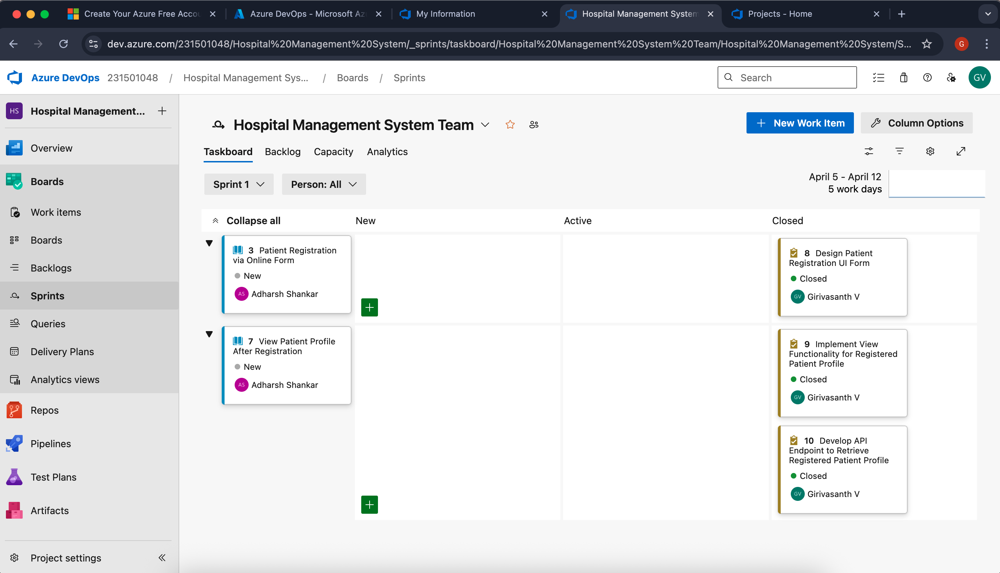 Create Your Azure Free Accou
Azure DevOps - Microsoft Az
My Information
Hospital Management System
Projects - Home
dev.azure.com/231501048/Hospital%20Management%20System/_sprints/taskboard/Hospital%20Management%20System%20Team/Hospital%20Management%20System/S...
G
Azure DevOps 231501048 / Hospital Management Sys... / Boards / Sprints
Search
GV
HS Hospital Management...
Overview
Boards
Work items
Boards
Backlogs
Sprints
Queries
Delivery Plans
Analytics views
Repos
Pipelines
Test Plans
Artifacts
Project settings
Hospital Management System Team
New Work Item
Column Options
Taskboard Backlog Capacity Analytics
Sprint 1
Person: All
April 5 - April 12
5 work days
Collapse all
New
Active
Closed
3 Patient Registration
via Online Form
New
AS Adharsh Shankar
8 Design Patient
Registration UI Form
Closed
GV Girivasanth V
7 View Patient Profile
After Registration
New
AS Adharsh Shankar
9 Implement View
Functionality for Registered
Patient Profile
Closed
GV Girivasanth V
10 Develop API
Endpoint to Retrieve
Registered Patient Profile
Closed
GV Girivasanth V